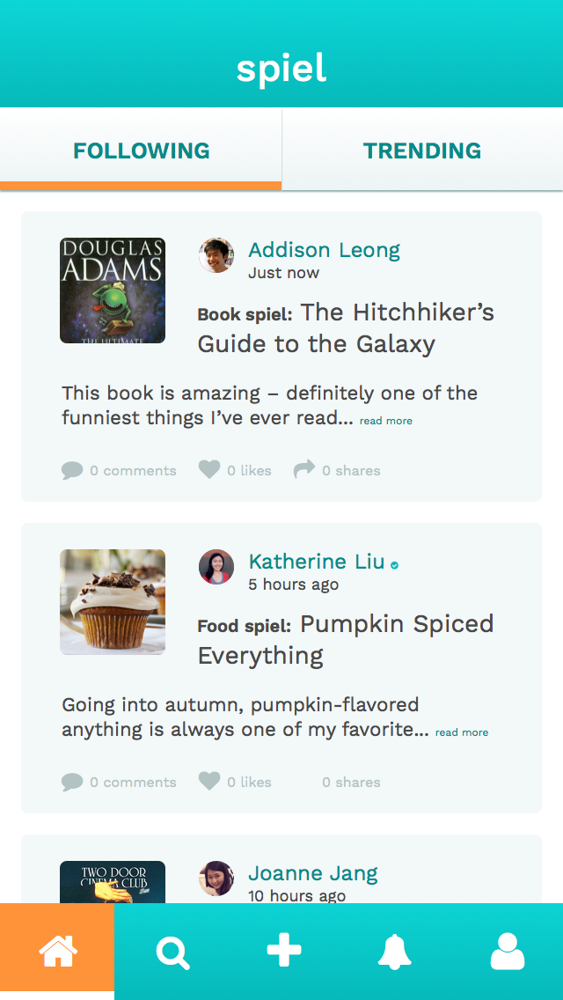 spiel
FOLLOWING
TRENDING
DOUGLAS
ADAMS
THE ULTIMATE
Addison Leong
Just now
Book spiel: The Hitchhiker’s
Guide to the Galaxy
This book is amazing – definitely one of the
funniest things I’ve ever read... read more
0 comments
0 likes
0 shares
Katherine Liu
5 hours ago
Food spiel: Pumpkin Spiced
Everything
Going into autumn, pumpkin-flavored
anything is always one of my favorite... read more
0 comments
0 likes
0 shares
TWO DOOR
CINEMA CLUB
Joanne Jang
10 hours ago